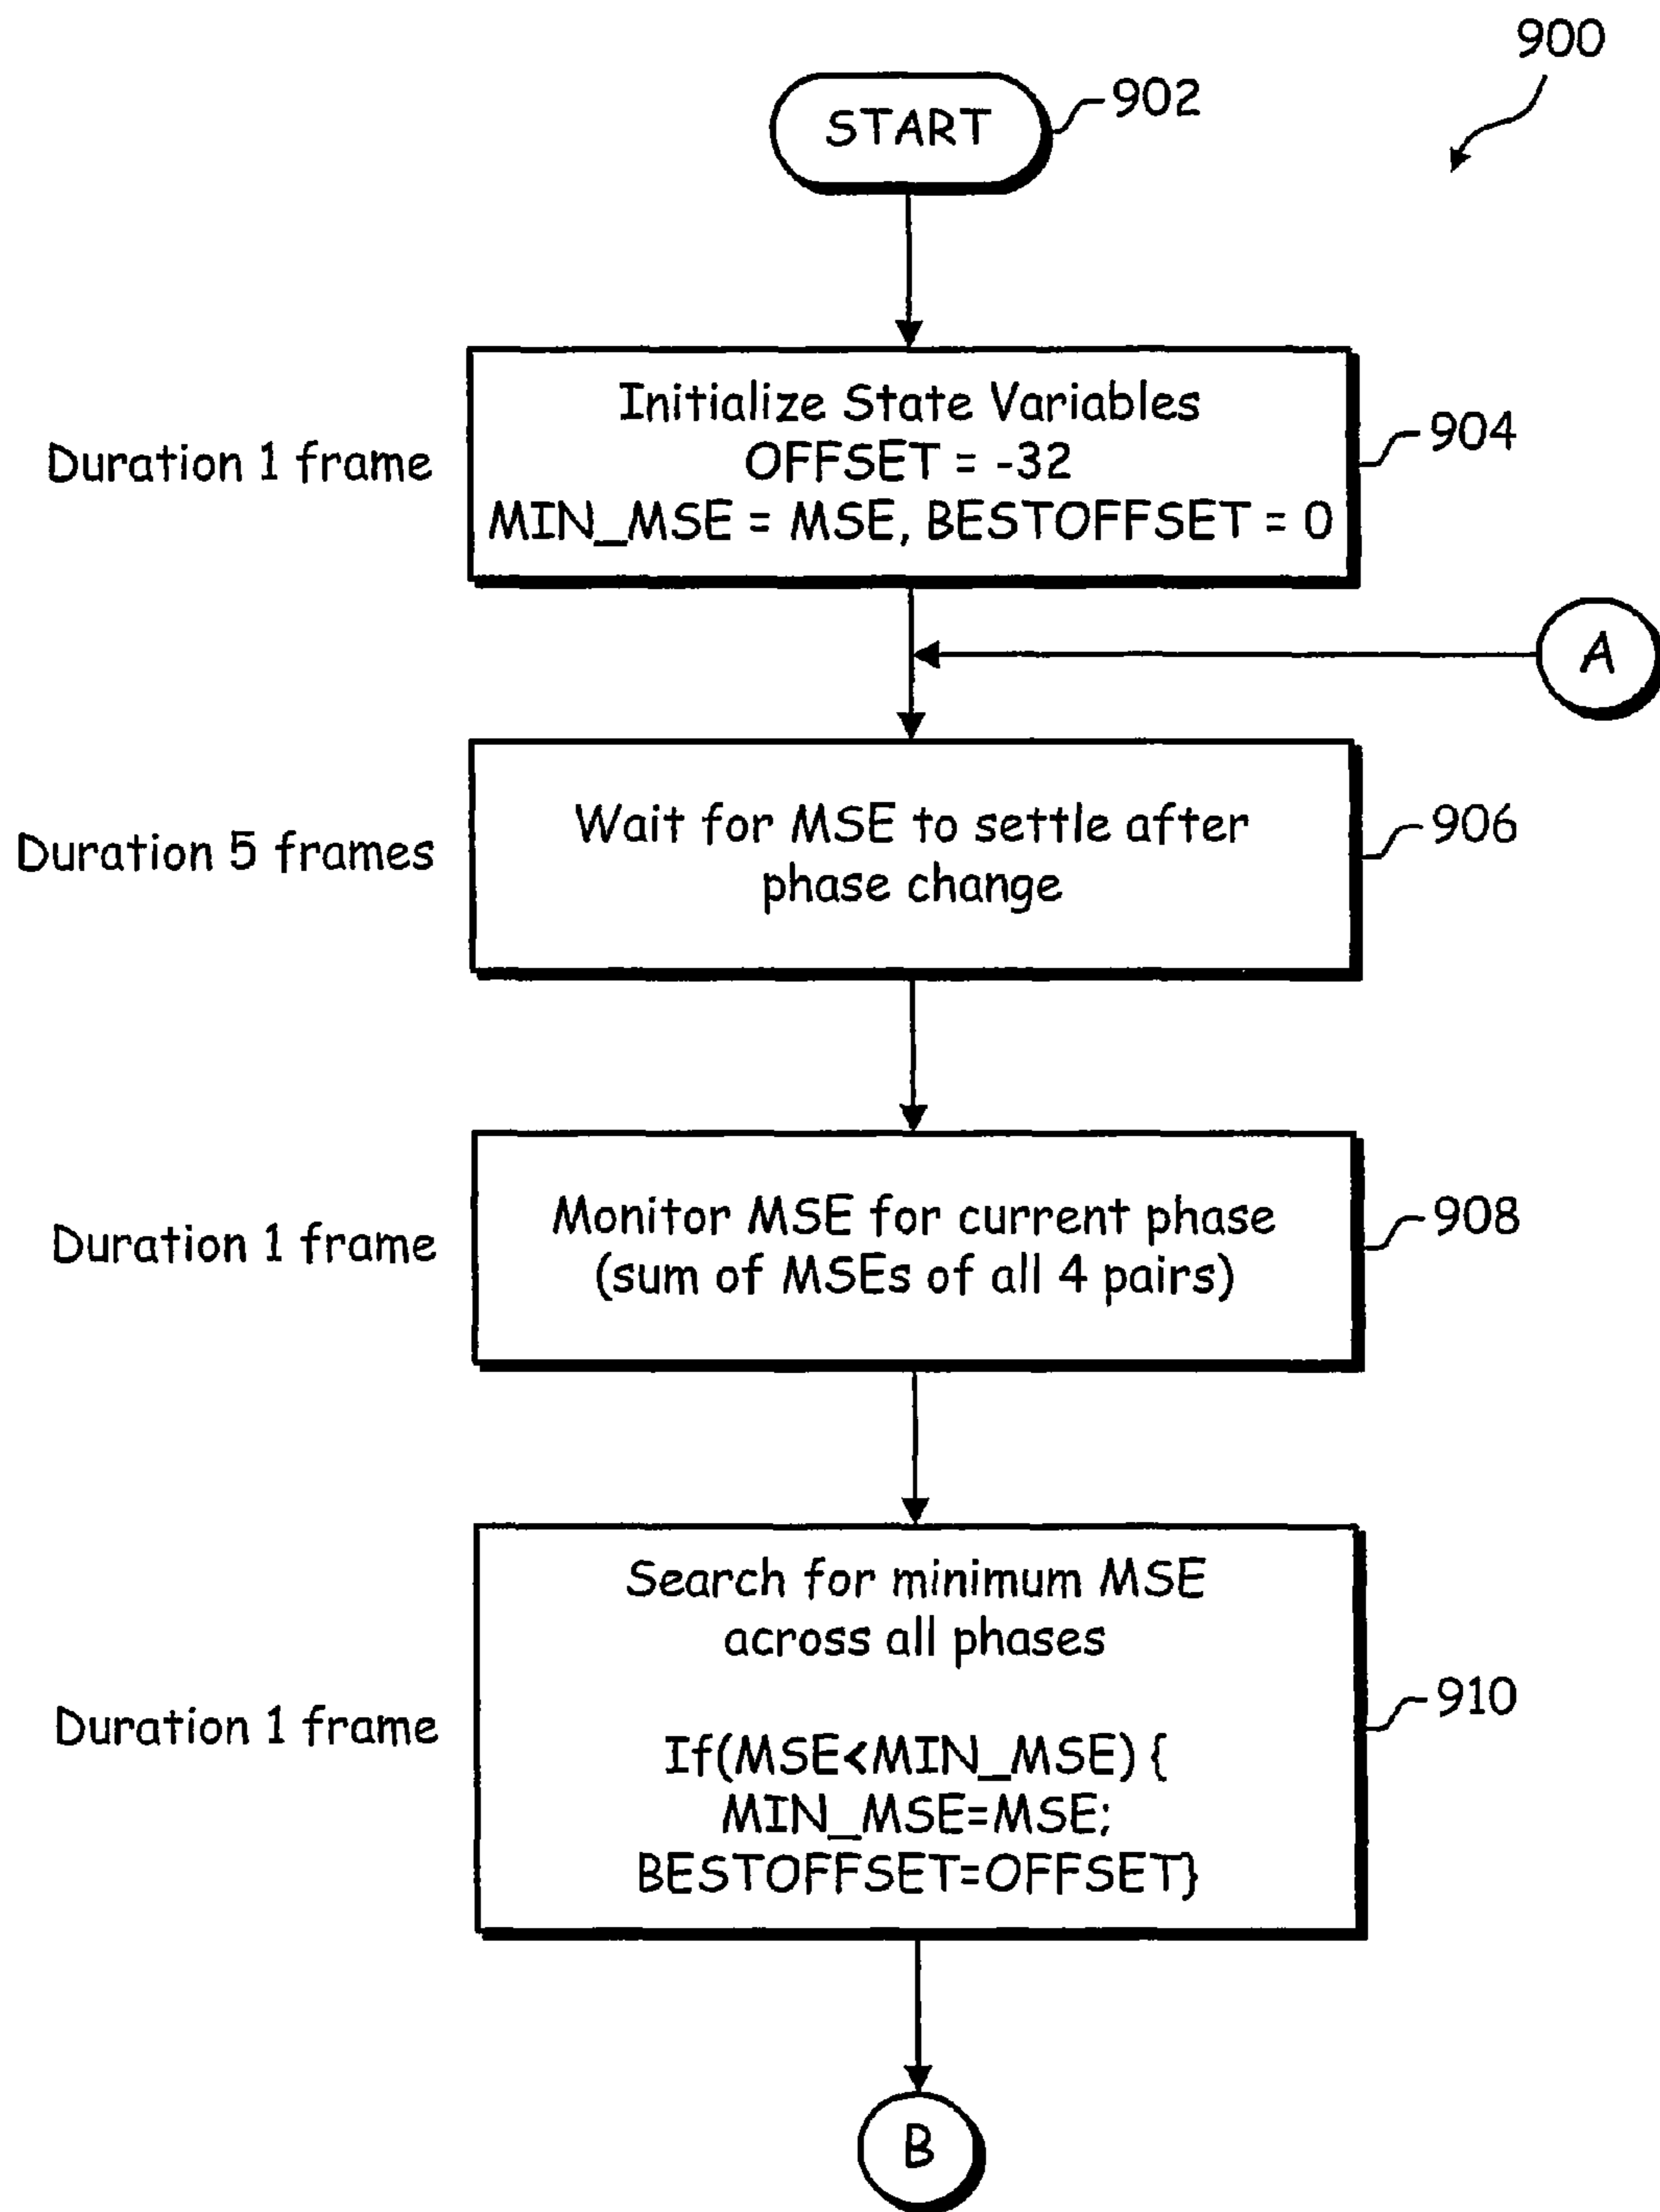 900
START
902
Initialize State Variables
OFFSET = -32
MIN_MSE = MSE, BESTOFFSET = 0
904
Duration 1 frame
A
Wait for MSE to settle after
phase change
906
Duration 5 frames
Monitor MSE for current phase
(sum of MSEs of all 4 pairs)
908
Duration 1 frame
Search for minimum MSE
across all phases
If(MSE<MIN_MSE) {
MIN_MSE=MSE;
BESTOFFSET=OFFSET}
910
Duration 1 frame
B